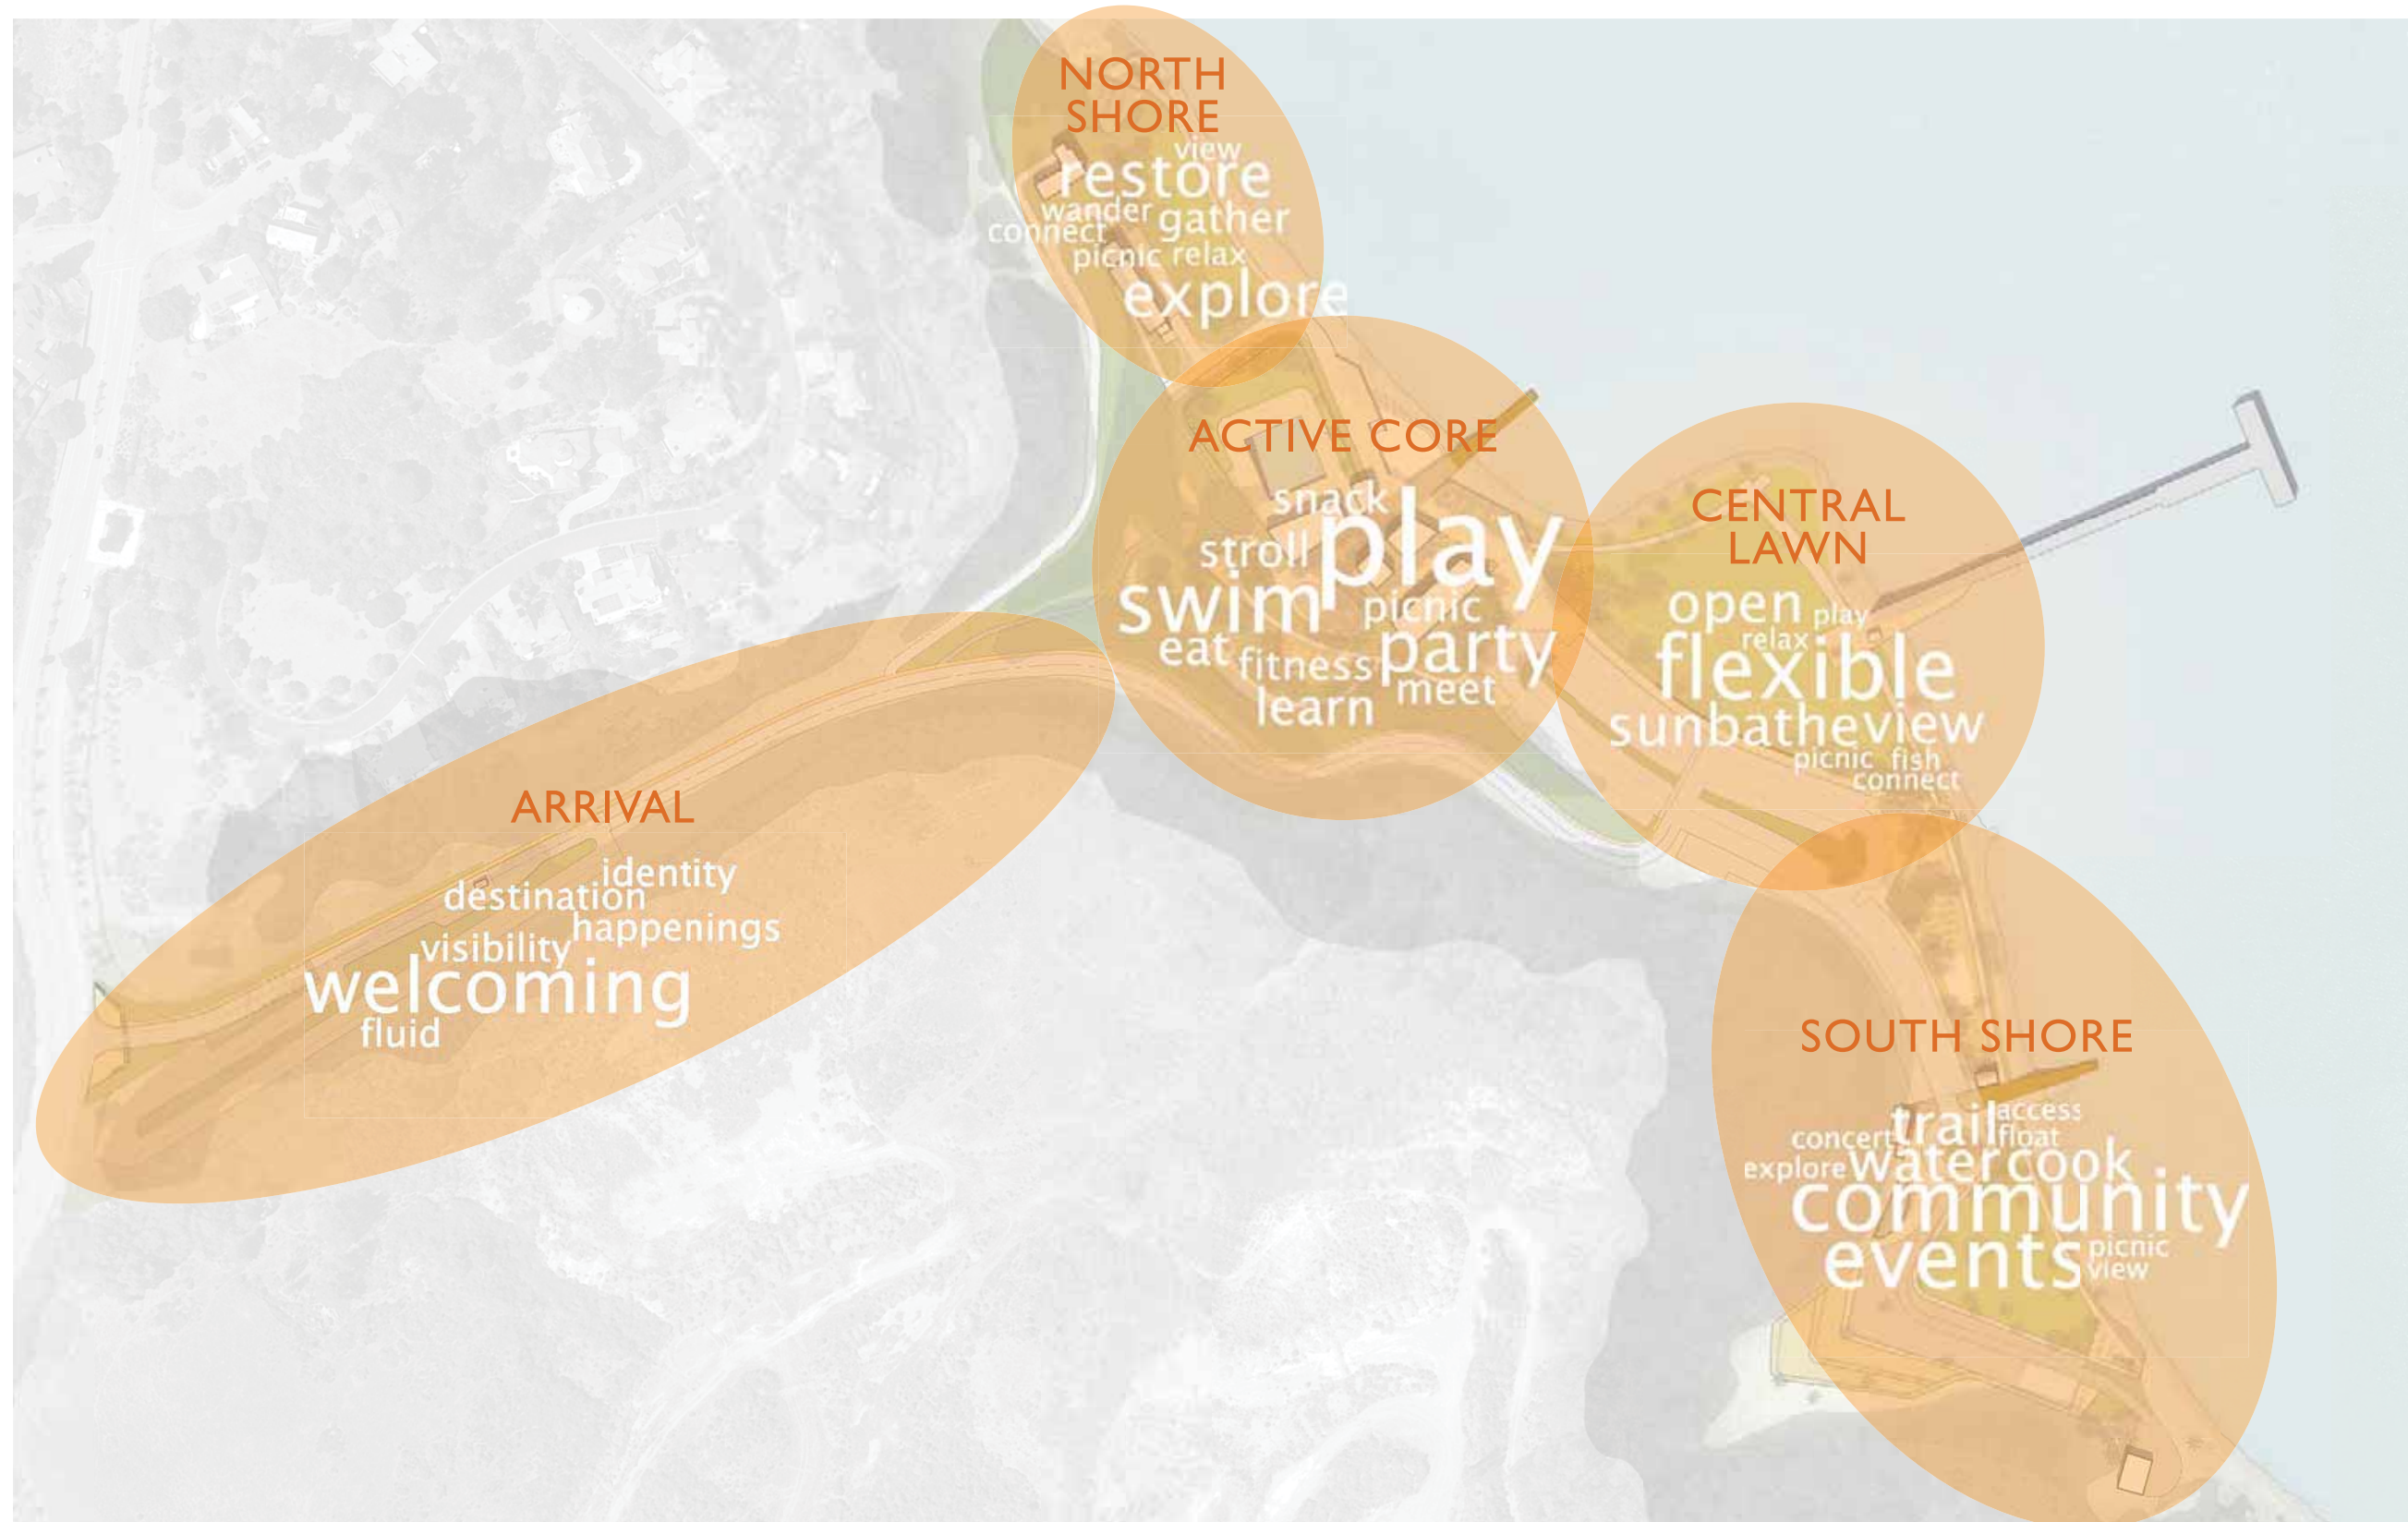 NORTH
SHORE
view
restore
wander gather
connect
picnic relax
explore
ACTIVE CORE
snack
play
stroll
swim
picnic
eat
fitness
party
meet
learn
CENTRAL
LAWN
open play
relax
flexible
sunbathe view
picnic fish
connect
ARRIVAL
identity
destination
happenings
visibility
welcoming
fluid
SOUTH SHORE
trail access
concert float
explore water cook
community
events picnic
view